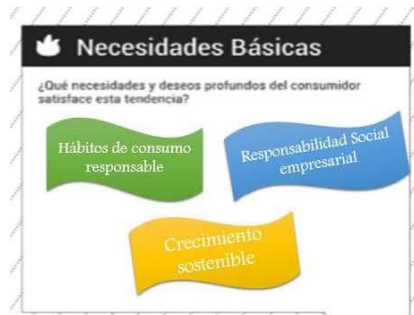 Necesidades Básicas
¿Qué necesidades y deseos profundos del consumidor
satisface esta tendencia?
Hábitos de consumo
responsable
Responsabilidad Social
empresarial
Crecimiento
sostenible